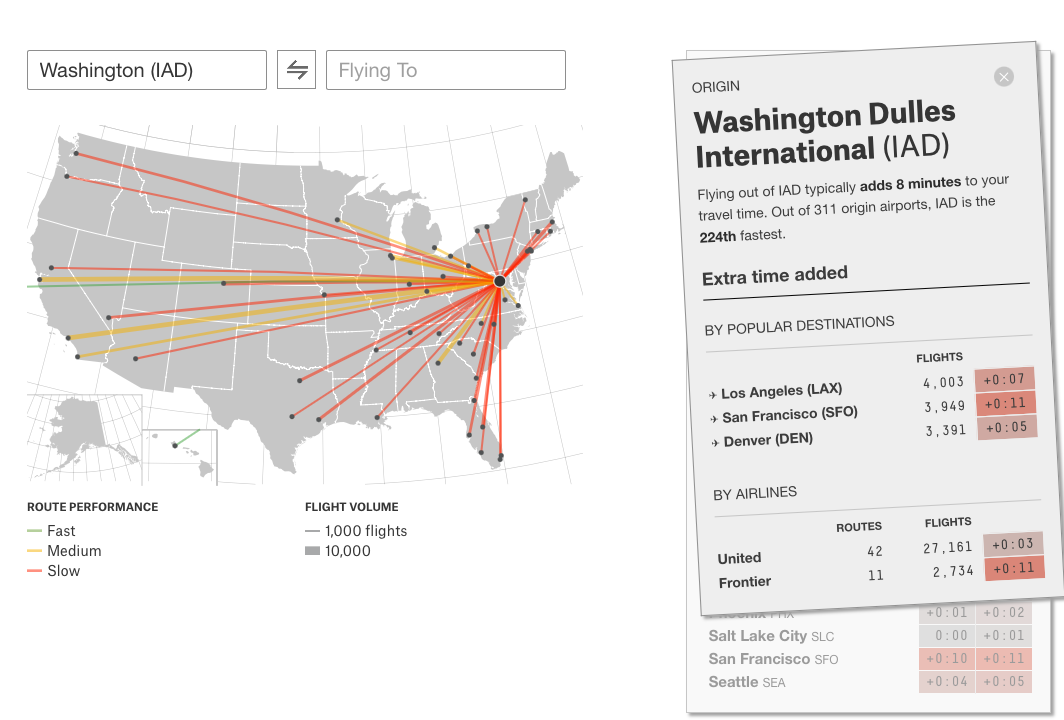 Washington (IAD)
Flying To
ROUTE PERFORMANCE
Fast
Medium
Slow
FLIGHT VOLUME
1,000 flights
10,000
ORIGIN
Washington Dulles
International (IAD)
Flying out of IAD typically adds 8 minutes to your
travel time. Out of 311 origin airports, IAD is the
224th fastest.
Extra time added
BY POPULAR DESTINATIONS
FLIGHTS
Los Angeles (LAX) 4,003 +0:07
San Francisco (SFO) 3,949 +0:11
Denver (DEN) 3,391 +0:05
BY AIRLINES
ROUTES FLIGHTS
United 42 27,161 +0:03
Frontier 11 2,734 +0:11
+0:01 +0:02
Salt Lake City SLC 0:00 +0:01
San Francisco SFO +0:10 +0:11
Seattle SEA +0:04 +0:05